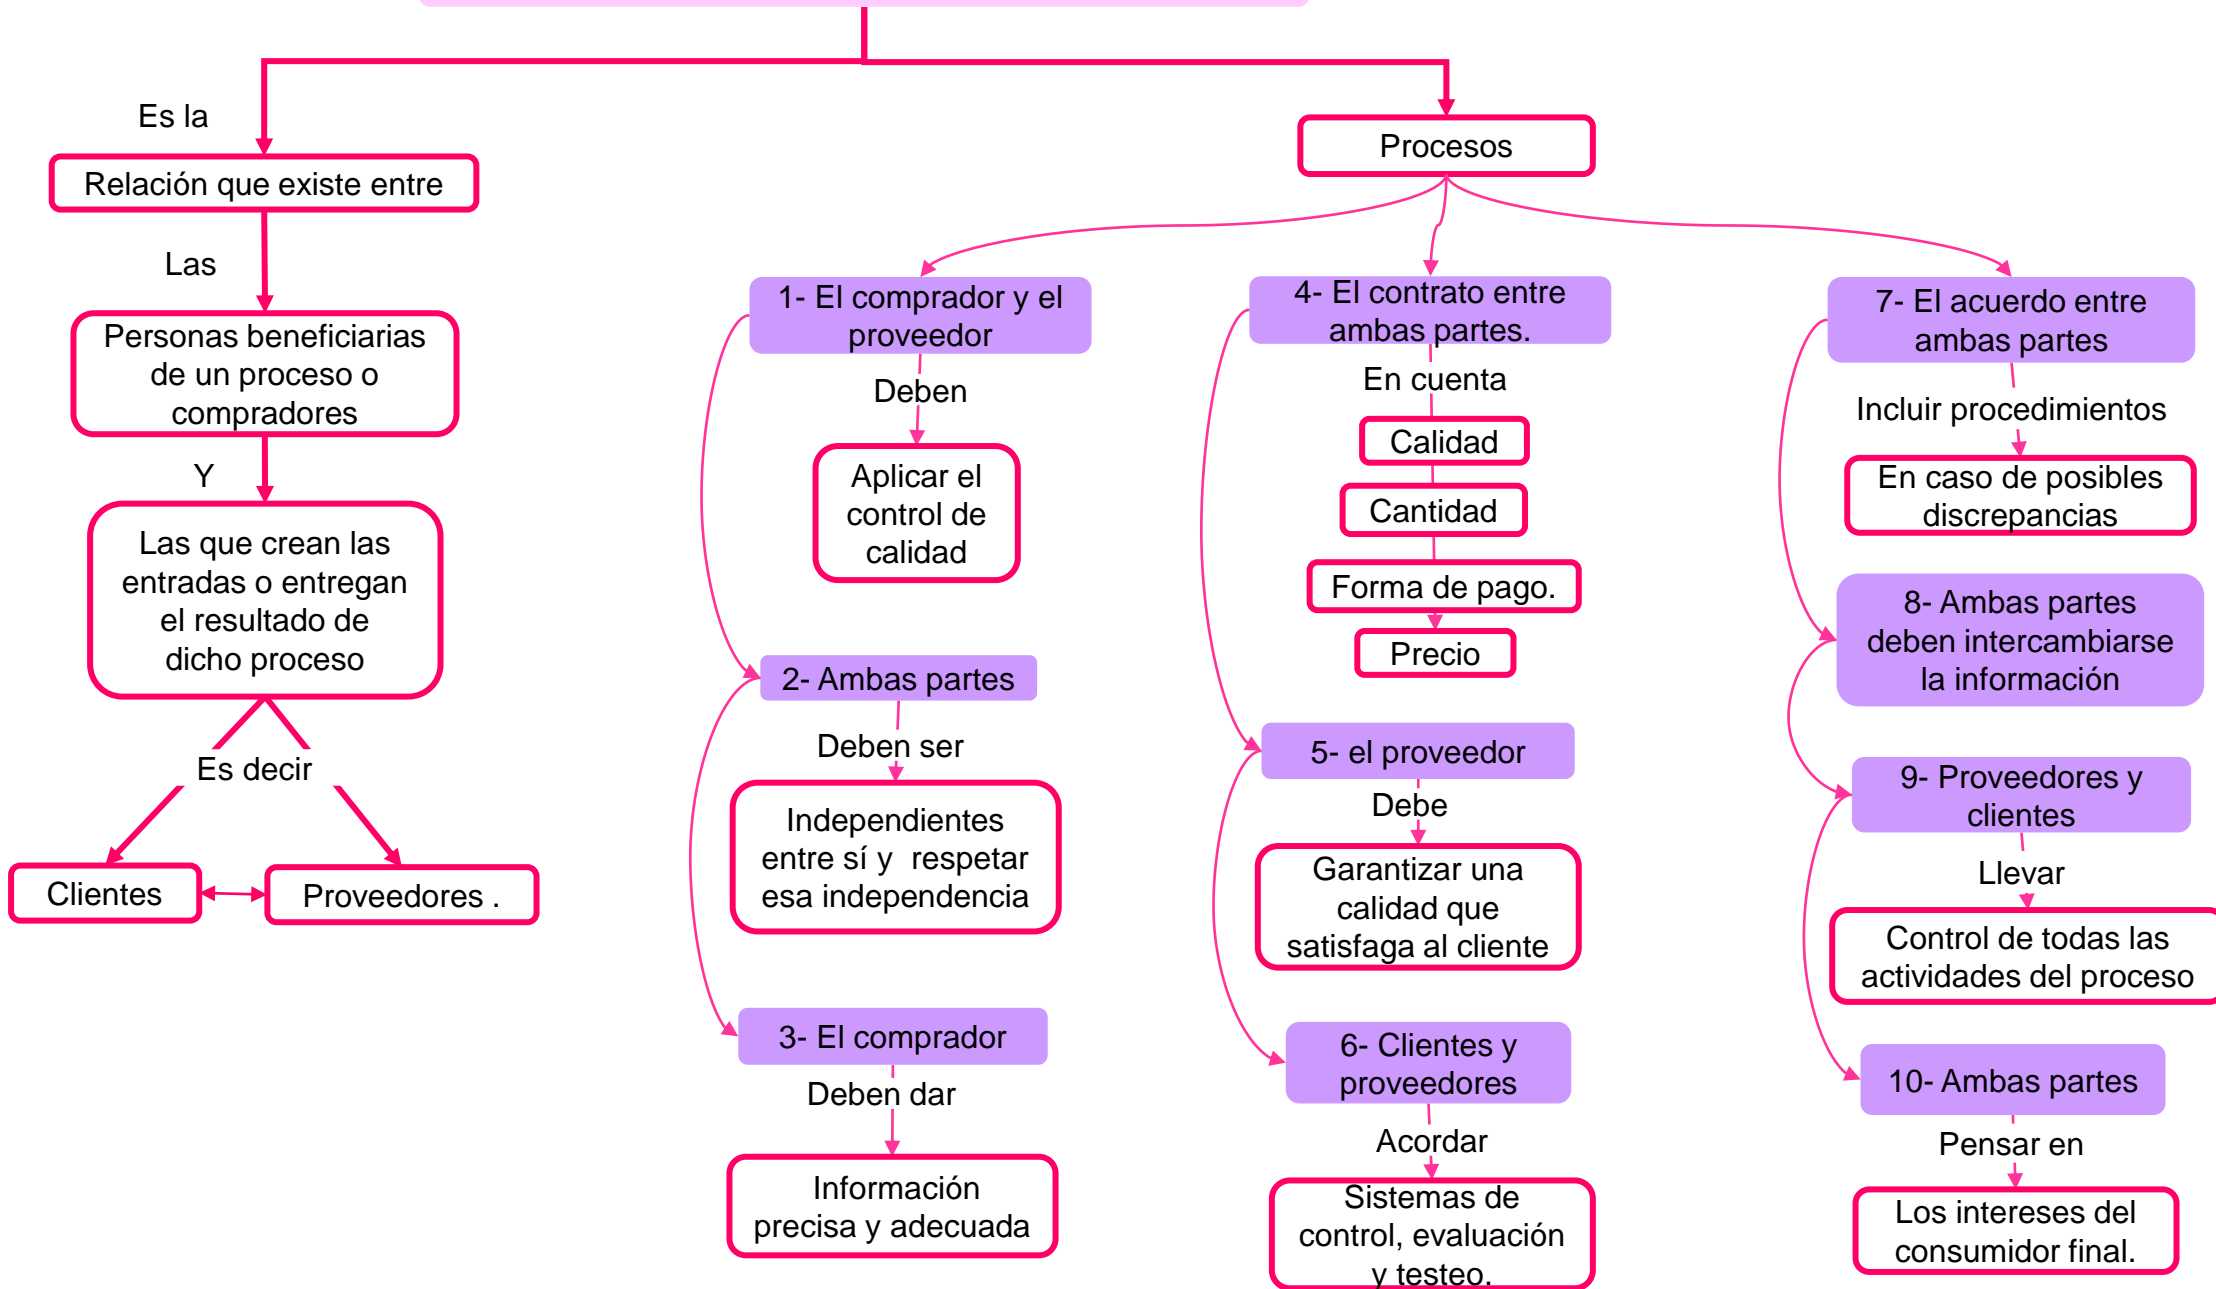 Es la
Relación que existe entre
Las
Personas beneficiarias
de un proceso o
compradores
Y
Las que crean las
entradas o entregan
el resultado de
dicho proceso
Es decir
Clientes
Proveedores .
Procesos
1- El comprador y el
proveedor
Deben
Aplicar el
control de
calidad
2- Ambas partes
Deben ser
Independientes
entre sí y  respetar
esa independencia
3- El comprador
Deben dar
Información
precisa y adecuada
4- El contrato entre
ambas partes.
En cuenta
Calidad
Cantidad
Forma de pago.
Precio
5- el proveedor
Debe
Garantizar una
calidad que
satisfaga al cliente
6- Clientes y
proveedores
Acordar
Sistemas de
control, evaluación
y testeo.
7- El acuerdo entre
ambas partes
Incluir procedimientos
En caso de posibles
discrepancias
8- Ambas partes
deben intercambiarse
la información
9- Proveedores y
clientes
Llevar
Control de todas las
actividades del proceso
10- Ambas partes
Pensar en
Los intereses del
consumidor final.